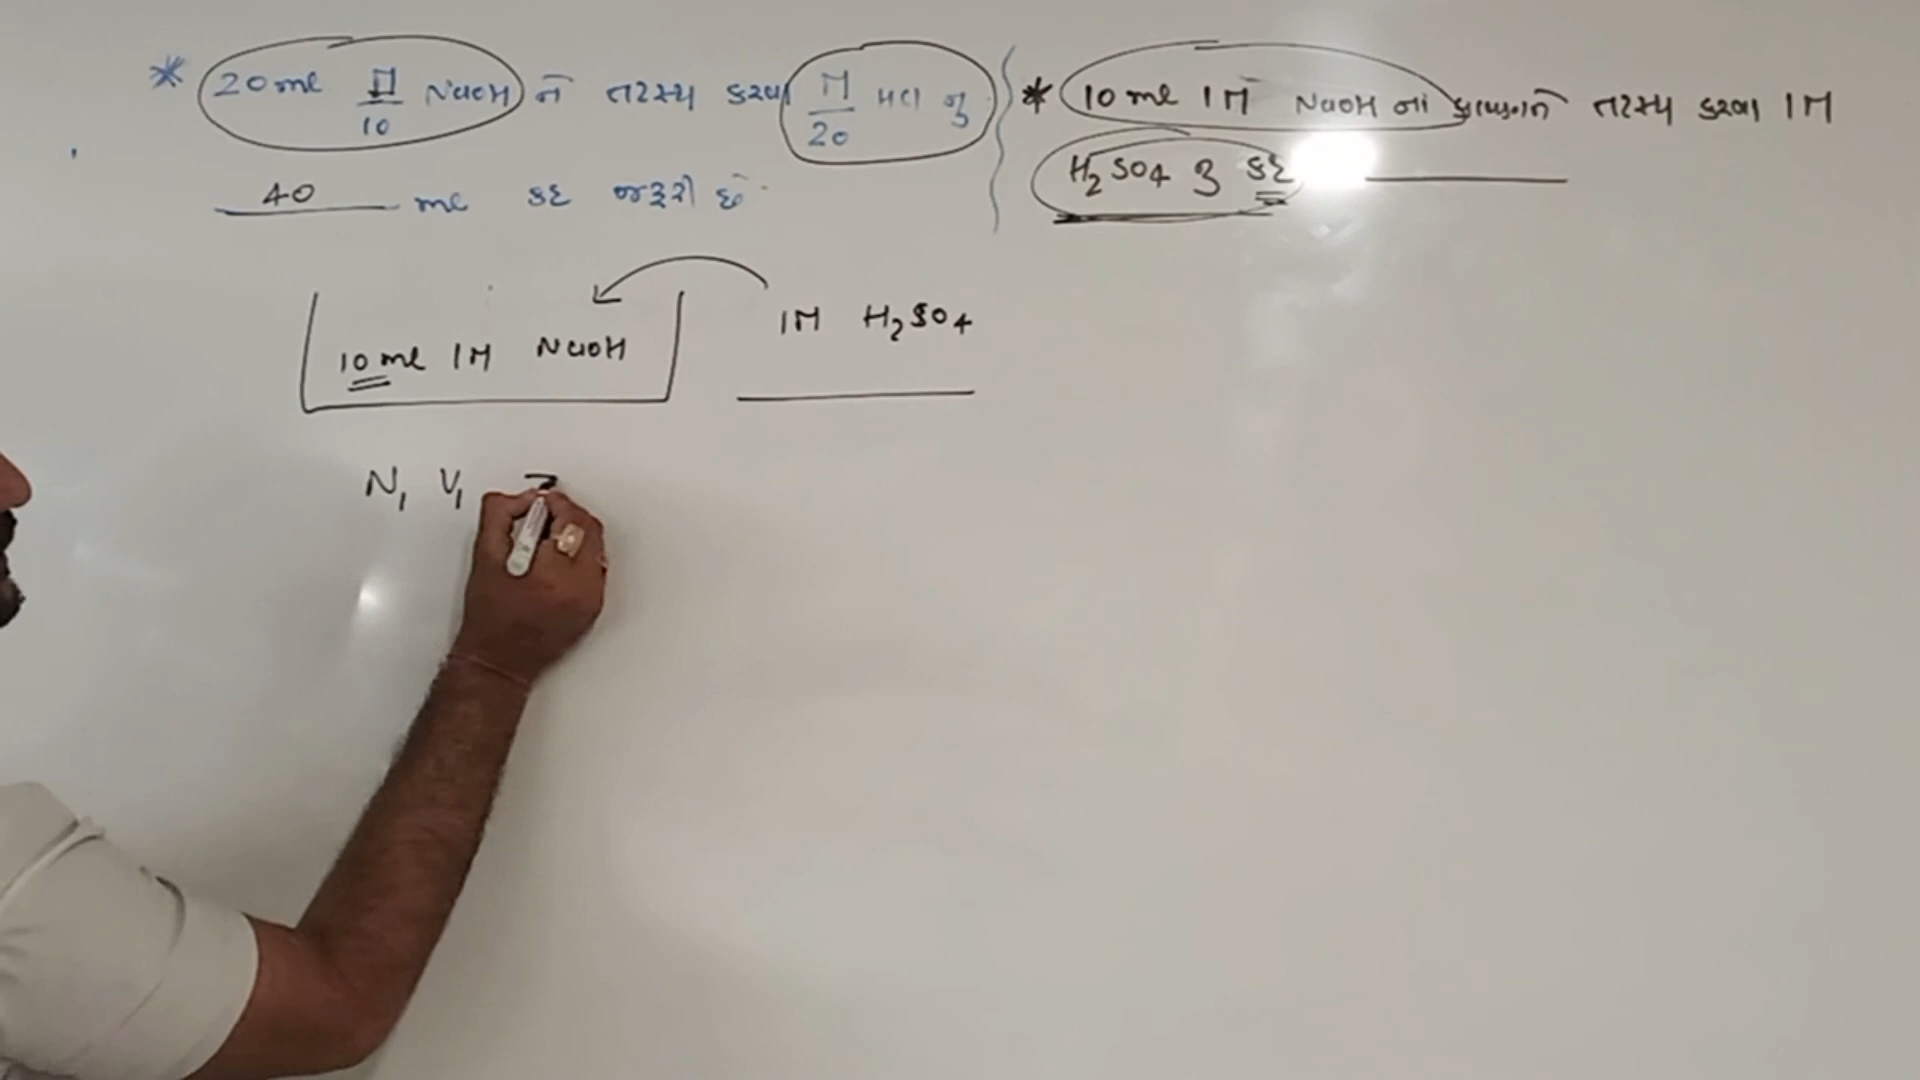 * 20 ml M/10 NaOH ને તટસ્થ કરવા M/20 HCl નું
40 ml કદ જરૂરી છે.
* 10 ml 1M NaOH નાં દ્રાવણને તટસ્થ કરવા 1M
H₂SO₄ નું કદ
10 ml 1M NaOH
1M H₂SO₄
N₁ V₁ =